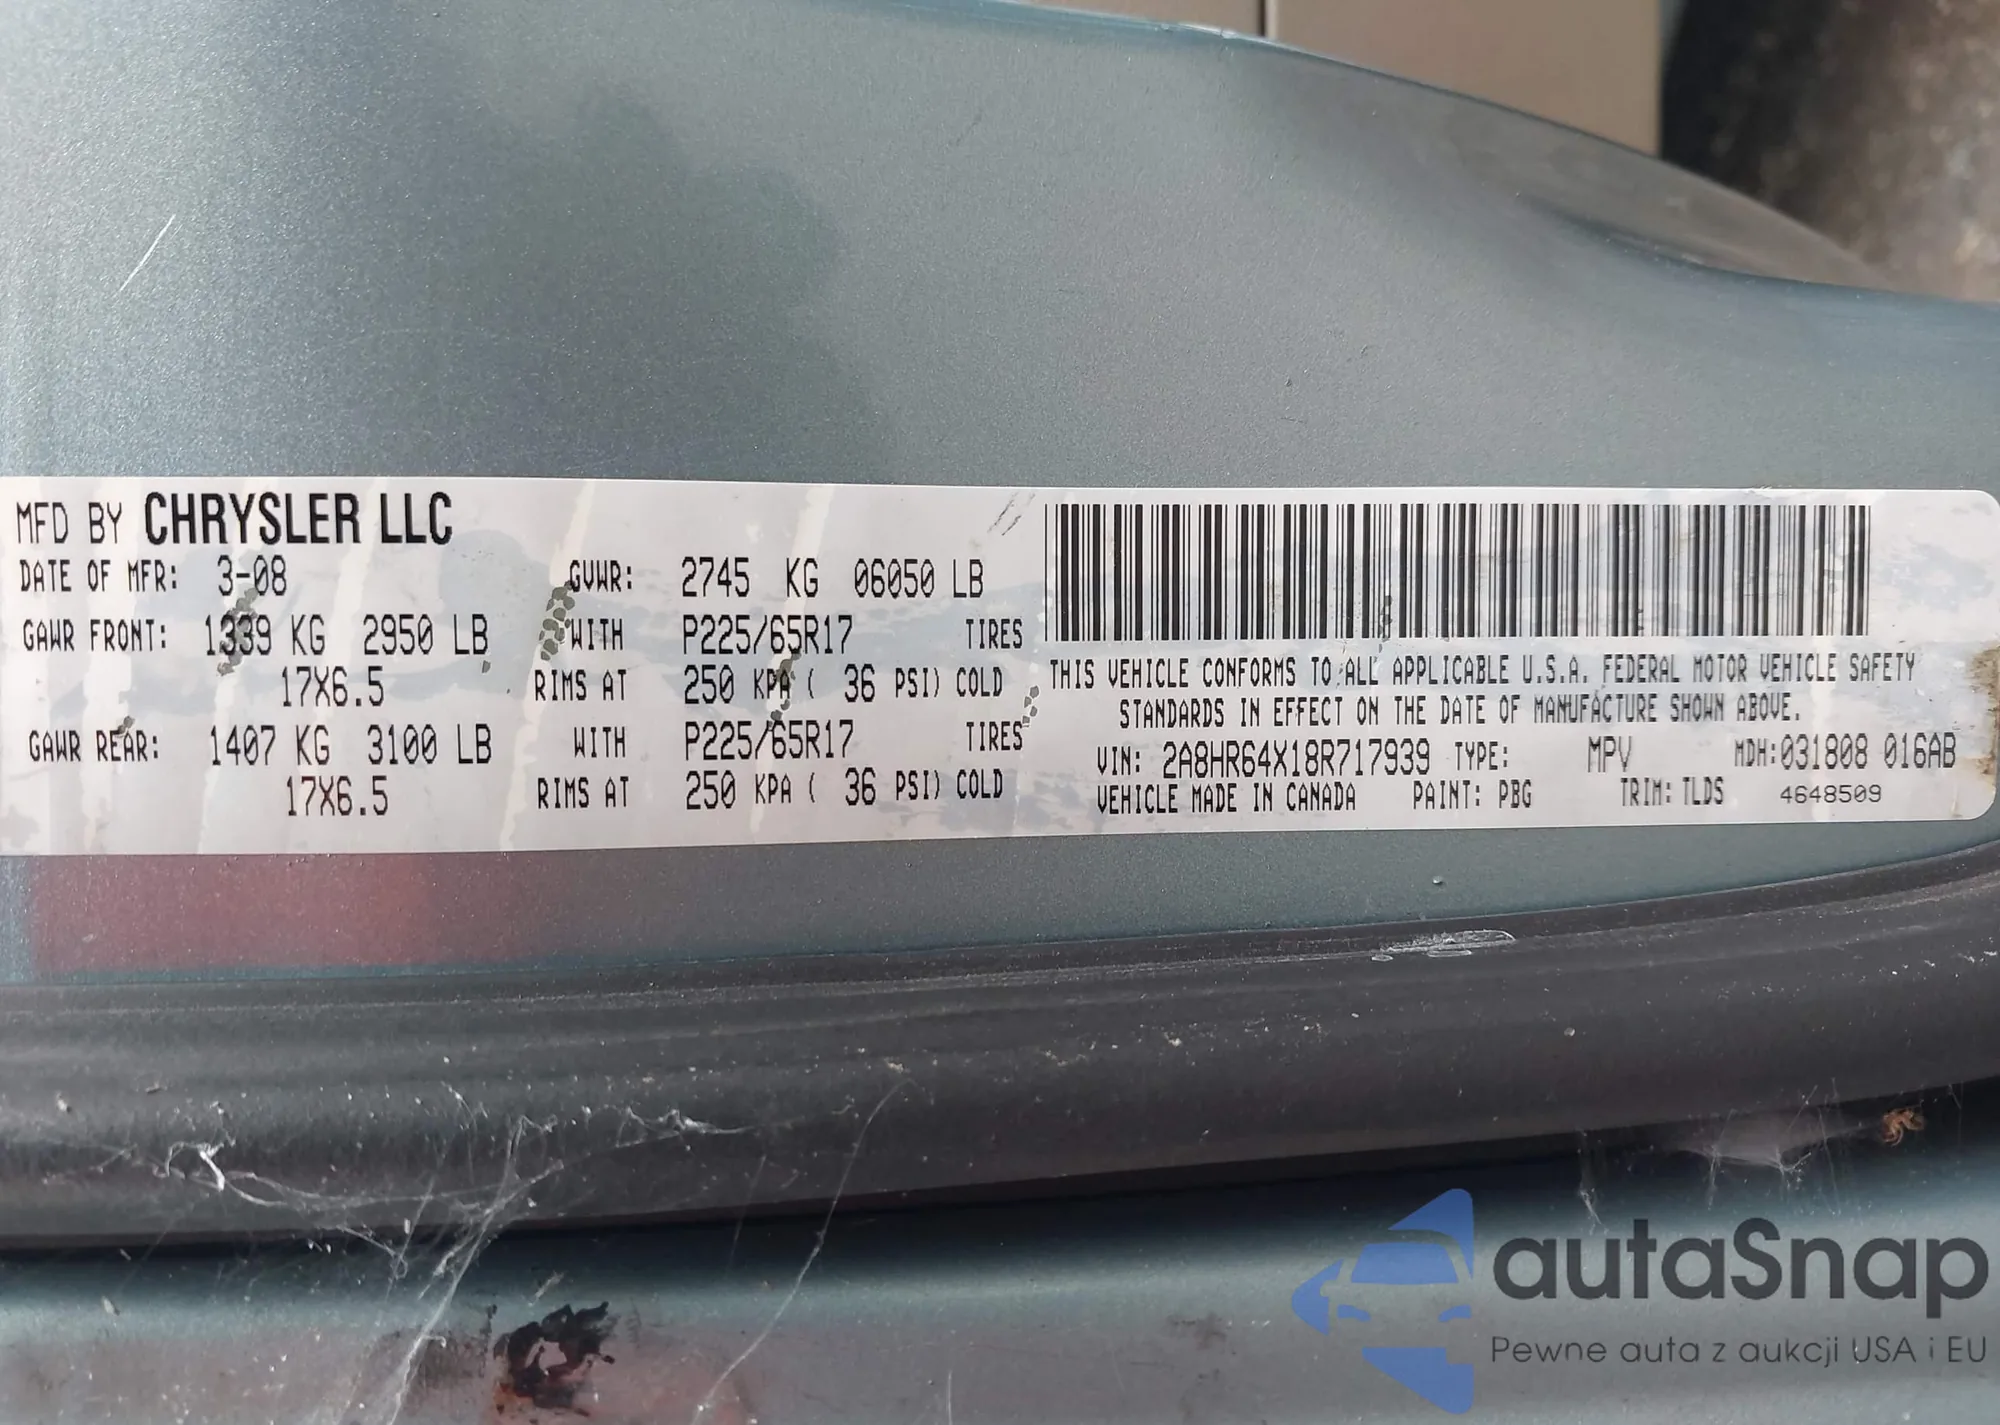 MFD BY CHRYSLER LLC
DATE OF MFR: 3-08 GVWR: 2745 KG 06050 LB
GAWR FRONT: 1339 KG 2950 LB WITH P225/65R17 TIRES
17X6.5 RIMS AT 250 KPA ( 36 PSI) COLD
GAWR REAR: 1407 KG 3100 LB WITH P225/65R17 TIRES
17X6.5 RIMS AT 250 KPA ( 36 PSI) COLD
THIS VEHICLE CONFORMS TO ALL APPLICABLE U.S.A. FEDERAL MOTOR VEHICLE SAFETY
STANDARDS IN EFFECT ON THE DATE OF MANUFACTURE SHOWN ABOVE.
VIN: 2A8HR64X18R717939 TYPE: MPV MDH:031808 016AB
VEHICLE MADE IN CANADA PAINT: PBG TRIM: TLDS 4648509
autaSnap
Pewne auta z aukcji USA i EU